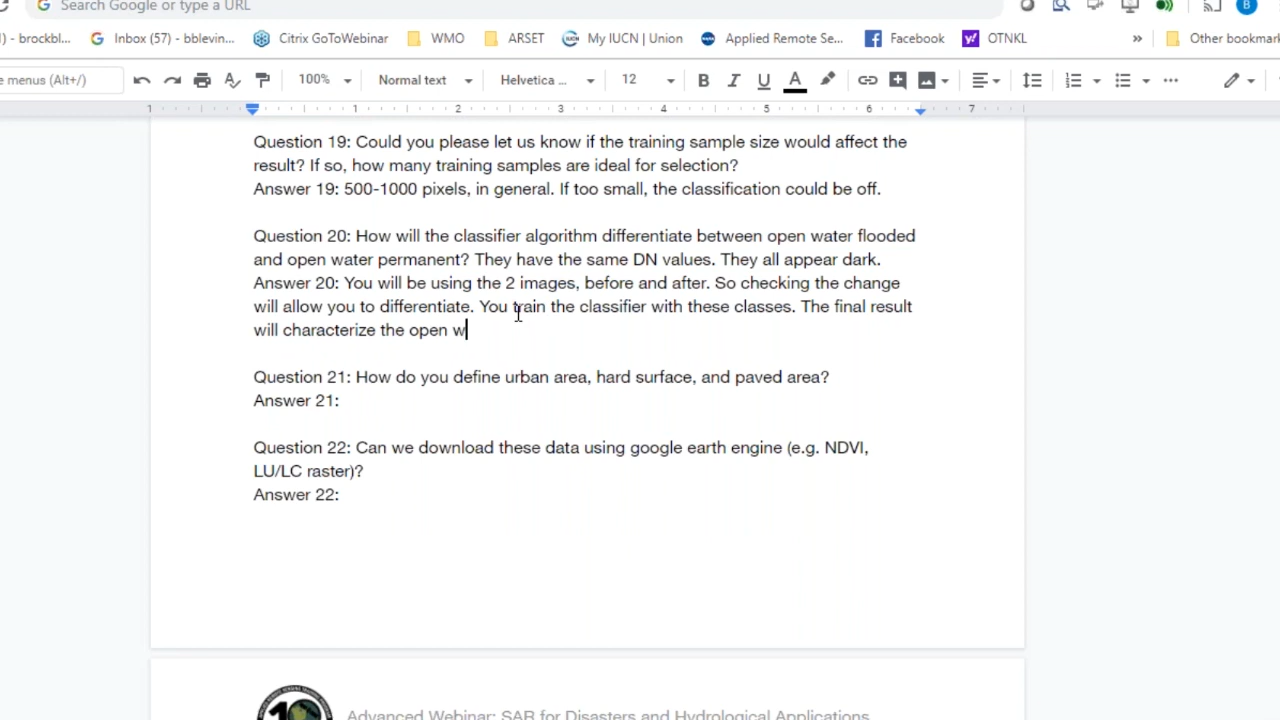 Search Google or type a URL
) - brockbl... Inbox (57) - bblevin... Citrix GoToWebinar WMO ARSET My IUCN | Union Applied Remote Se... Facebook OTNKL » Other bookmar
e menus (Alt+/) 100% Normal text Helvetica ... 12 B I U A
1 1 2 3 4 5 6 7
Question 19: Could you please let us know if the training sample size would affect the
result? If so, how many training samples are ideal for selection?
Answer 19: 500-1000 pixels, in general. If too small, the classification could be off.
Question 20: How will the classifier algorithm differentiate between open water flooded
and open water permanent? They have the same DN values. They all appear dark.
Answer 20: You will be using the 2 images, before and after. So checking the change
will allow you to differentiate. You train the classifier with these classes. The final result
will characterize the open w
Question 21: How do you define urban area, hard surface, and paved area?
Answer 21:
Question 22: Can we download these data using google earth engine (e.g. NDVI,
LU/LC raster)?
Answer 22:
Advanced Webinar: SAR for Disasters and Hydrological Applications